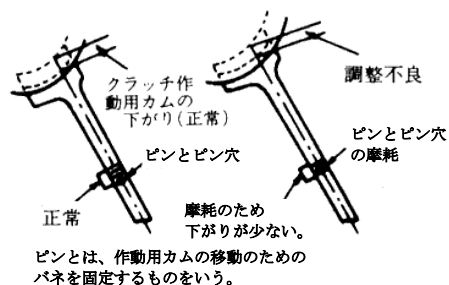 クラッチ作
動用カムの
下がり(正常)
ピンとピン穴
正常
調整不良
ピンとピン穴
の摩耗
摩耗のため
下がりが少ない。
ピンとは、作動用カムの移動のための
バネを固定するものをいう。